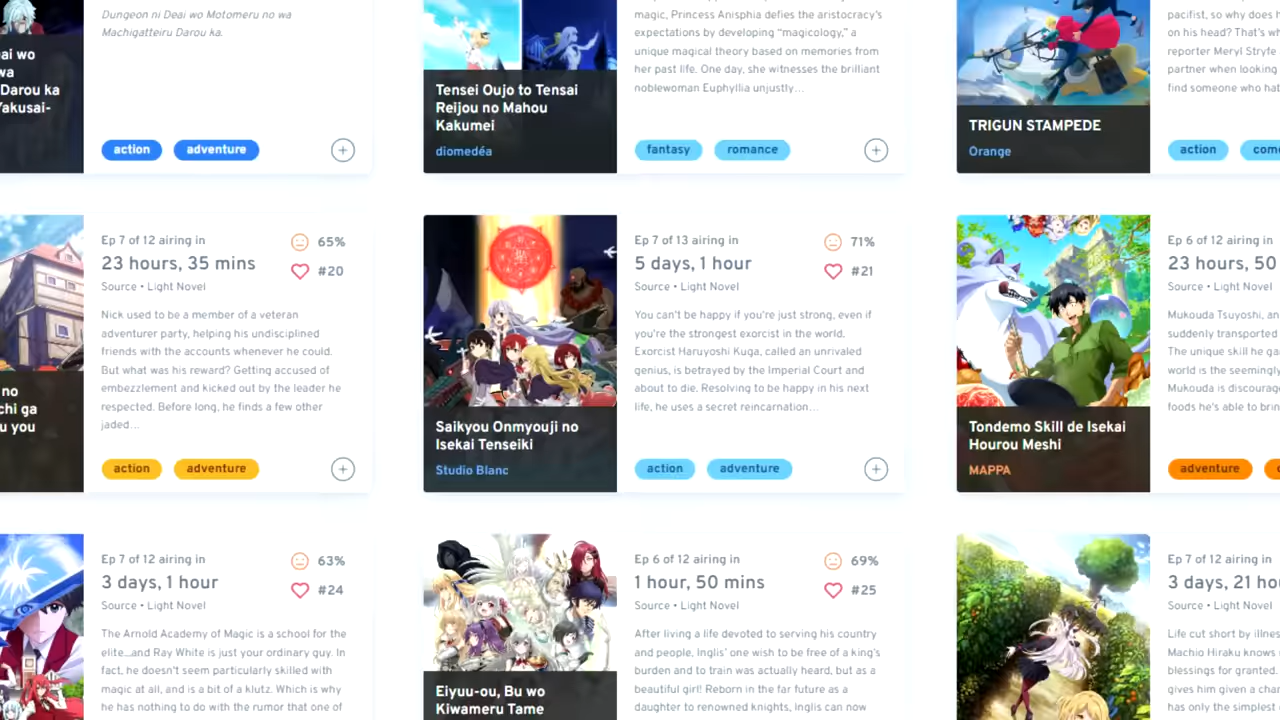 Dungeon ni Deai wo Motomeru no wa
Machigatteiru Darou ka.
ai wo
wa
Darou ka
Yakusai-
action
adventure
magic, Princess Anisphia defies the aristocracy's
expectations by developing “magicology,” a
unique magical theory based on memories from
her past life. One day, she witnesses the brilliant
noblewoman Euphyllia unjustly...
Tensei Oujo to Tensai
Reijou no Mahou
Kakumei
diomedéa
fantasy
romance
pacifist, so why does h
on his head? That's wh
reporter Meryl Stryfe
partner when looking
find someone who hat
TRIGUN STAMPEDE
Orange
action
com
Ep 7 of 12 airing in
23 hours, 35 mins
Source • Light Novel
65%
#20
Nick used to be a member of a veteran
adventurer party, helping his undisciplined
friends with the accounts whenever he could.
But what was his reward? Getting accused of
embezzlement and kicked out by the leader he
respected. Before long, he finds a few other
jaded...
no
chi ga
u you
action
adventure
Ep 7 of 13 airing in
5 days, 1 hour
Source • Light Novel
71%
#21
You can't be happy if you're just strong, even if
you're the strongest exorcist in the world.
Exorcist Haruyoshi Kuga, called an unrivaled
genius, is betrayed by the Imperial Court and
about to die. Resolving to be happy in his next
life, he uses a secret reincarnation...
Saikyou Onmyouji no
Isekai Tenseiki
Studio Blanc
action
adventure
Ep 6 of 12 airing in
23 hours, 50
Source • Light Novel
Mukouda Tsuyoshi, an
suddenly transported
The unique skill he ga
world is the seemingly
Mukouda is discourage
foods he's able to brin
Tondemo Skill de Isekai
Hourou Meshi
MAPPA
adventure
Ep 7 of 12 airing in
3 days, 1 hour
Source • Light Novel
63%
#24
The Arnold Academy of Magic is a school for the
elite...and Ray White is just your ordinary guy. In
fact, he doesn't seem particularly skilled with
magic at all, and is a bit of a klutz. Which is why
he has nothing to do with the rumor that one of
Ep 6 of 12 airing in
1 hour, 50 mins
Source • Light Novel
69%
#25
After living a life devoted to serving his country
and people, Inglis' one wish to be free of a king's
burden and to train was actually heard, but as a
beautiful girl! Reborn in the far future as a
daughter to renowned knights, Inglis can now
Eiyuu-ou, Bu wo
Kiwameru Tame
Ep 7 of 12 airing in
3 days, 21 ho
Source • Light Novel
Life cut short by illnes
Machio Hiraku knows
blessings for granted.
gives him given a chan
has only the simplest